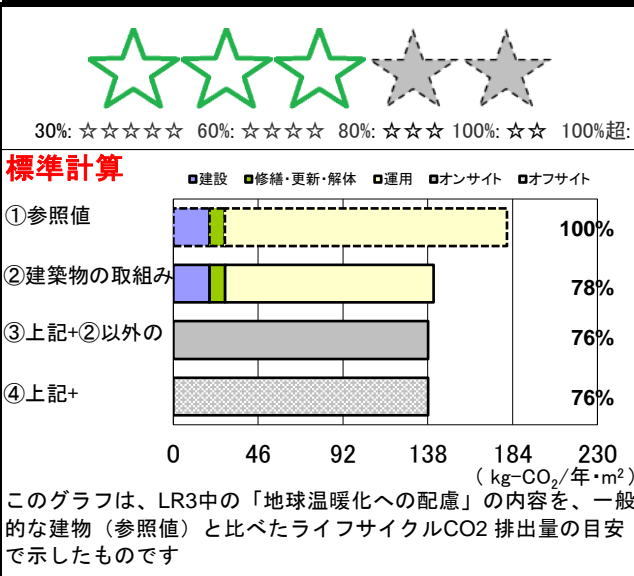 30%: ☆☆☆☆☆ 60%: ☆☆☆☆ 80%: ☆☆☆ 100%: ☆☆ 100%超:
標準計算
建設 修繕・更新・解体 運用 オンサイト オフサイト
①参照値 100%
②建築物の取組み 78%
③上記+②以外の 76%
④上記+ 76%
0 46 92 138 184 230
( kg-CO₂/年・m²)
このグラフは、LR3中の「地球温暖化への配慮」の内容を、一般
的な建物（参照値）と比べたライフサイクルCO2 排出量の目安
で示したものです